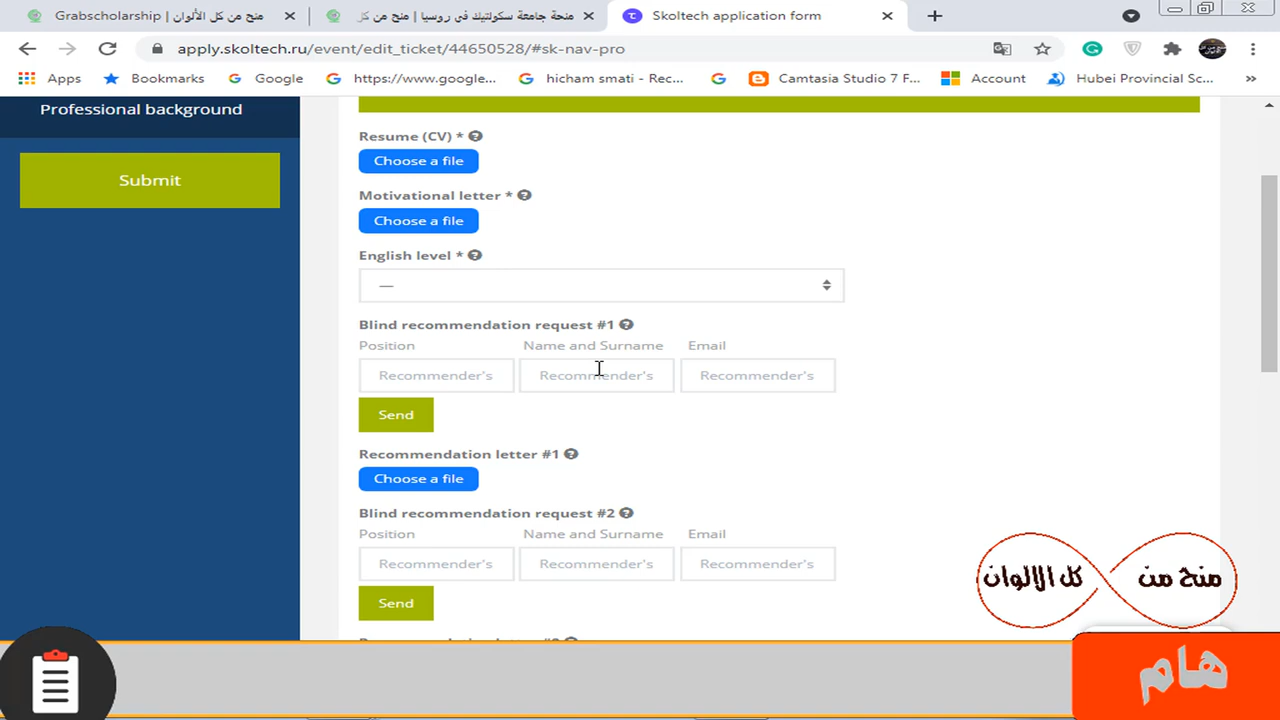 Grabscholarship | منح من كل الألوان
منحة جامعة سكولتيك في روسيا | منح من كل
Skoltech application form
apply.skoltech.ru/event/edit_ticket/44650528/#sk-nav-pro
Apps
Bookmarks
Google
https://www.google...
hicham smati - Rec...
Camtasia Studio 7 F...
Account
Hubei Provincial Sc...
»
Professional background
Submit
Resume (CV) *
Choose a file
Motivational letter *
Choose a file
English level *
—
Blind recommendation request #1
Position Name and Surname Email
Recommender's Recommender's Recommender's
Send
Recommendation letter #1
Choose a file
Blind recommendation request #2
Position Name and Surname Email
Recommender's Recommender's Recommender's
Send
منح من كل الالوان
هام